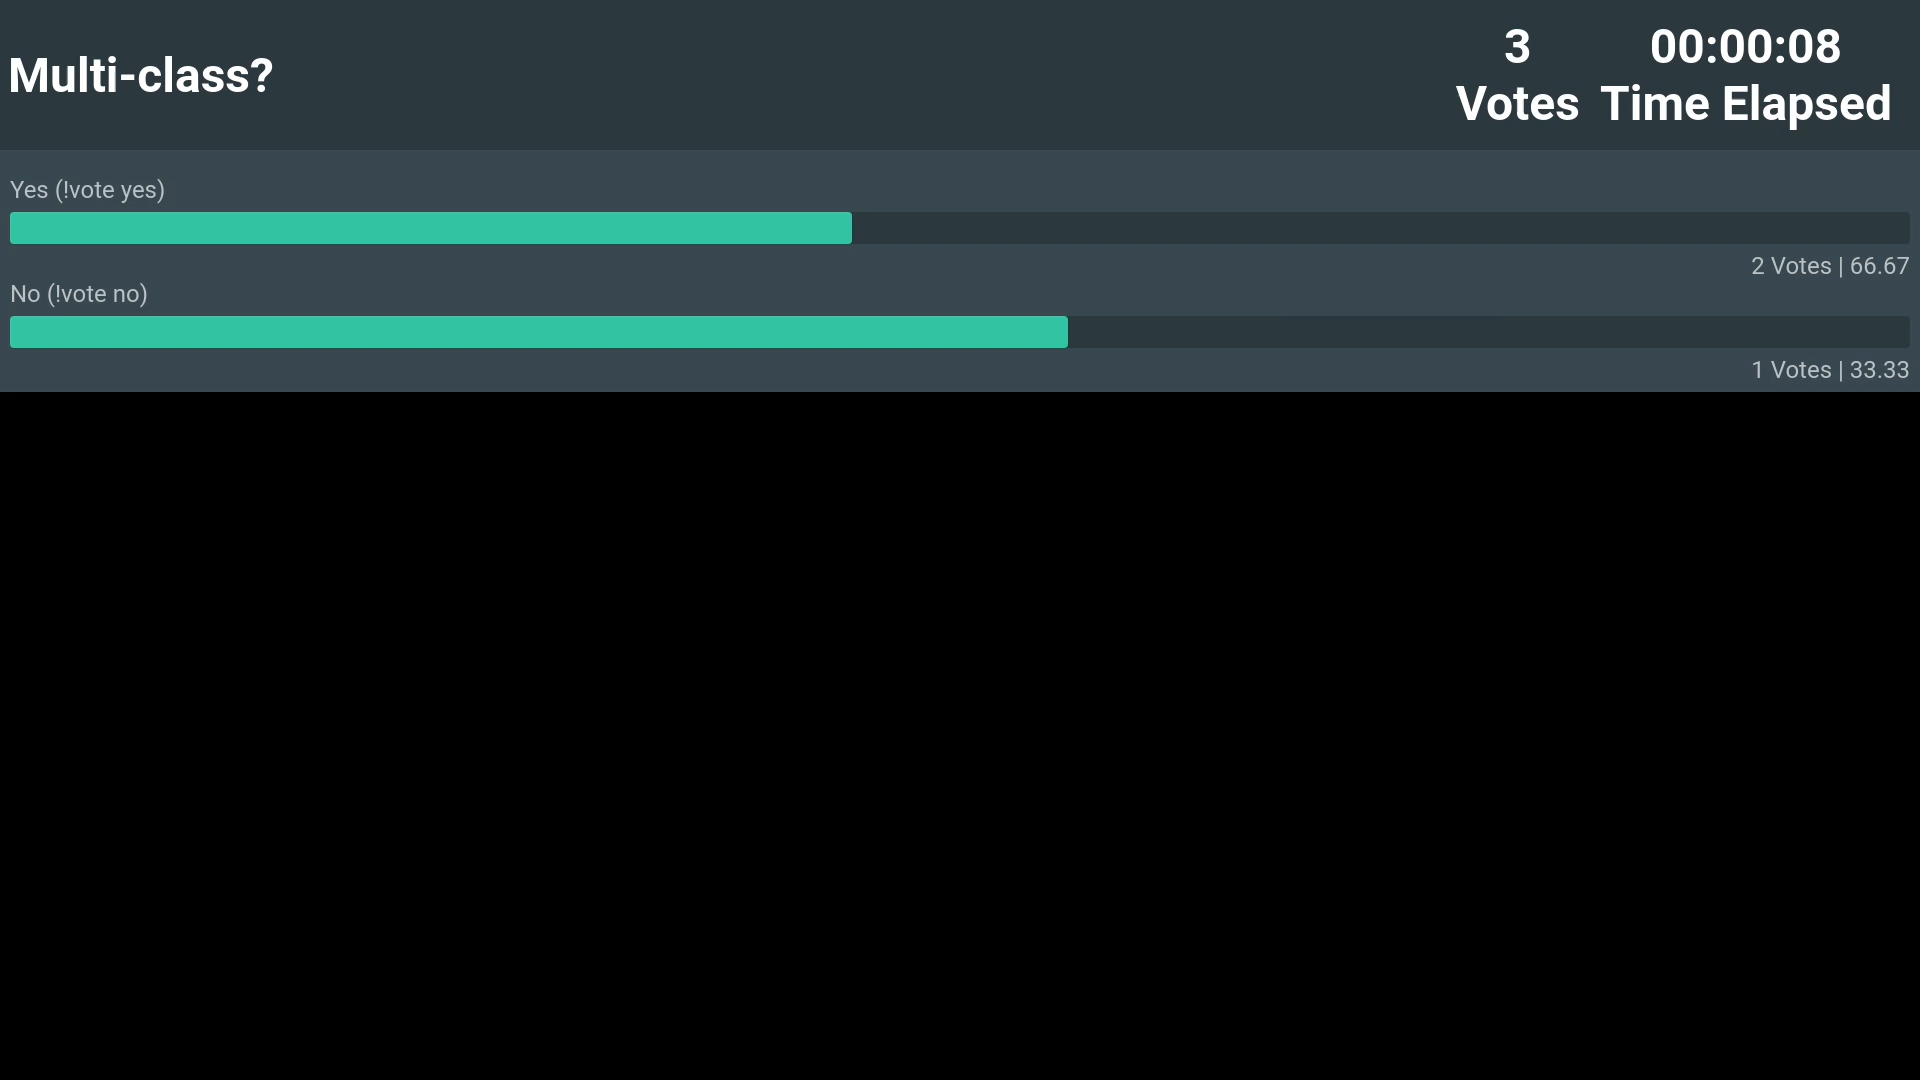 Multi-class?
3
Votes
00:00:08
Time Elapsed
Yes (!vote yes)
2 Votes | 66.67
No (!vote no)
1 Votes | 33.33